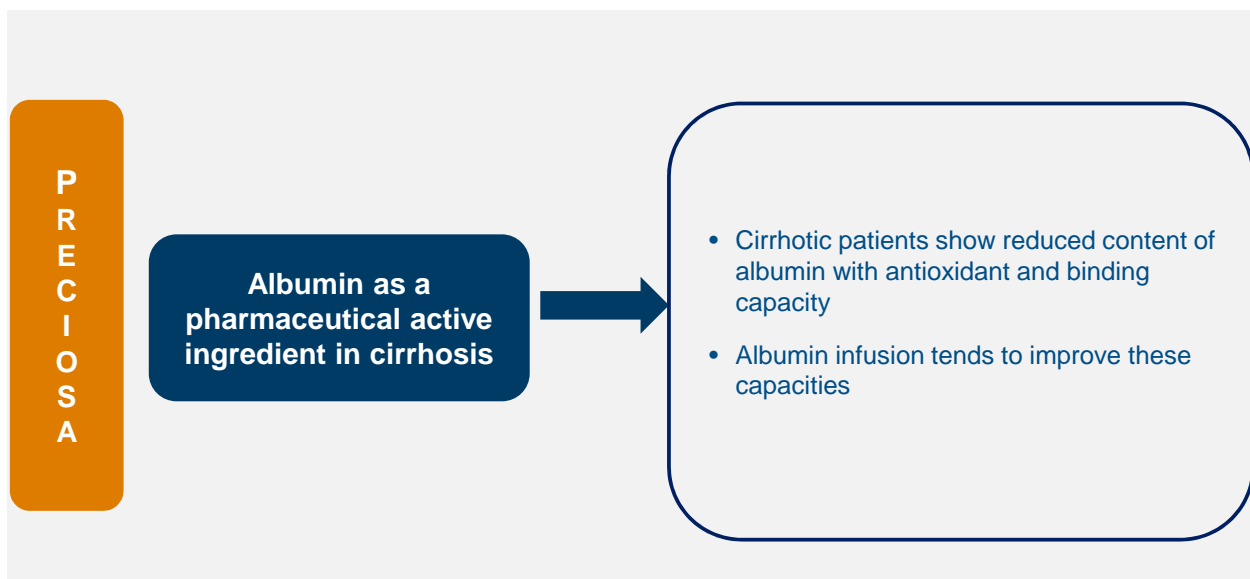 P
R
E
C
I
O
S
A
Albumin as a
pharmaceutical active
ingredient in cirrhosis
• Cirrhotic patients show reduced content of
albumin with antioxidant and binding
capacity
• Albumin infusion tends to improve these
capacities